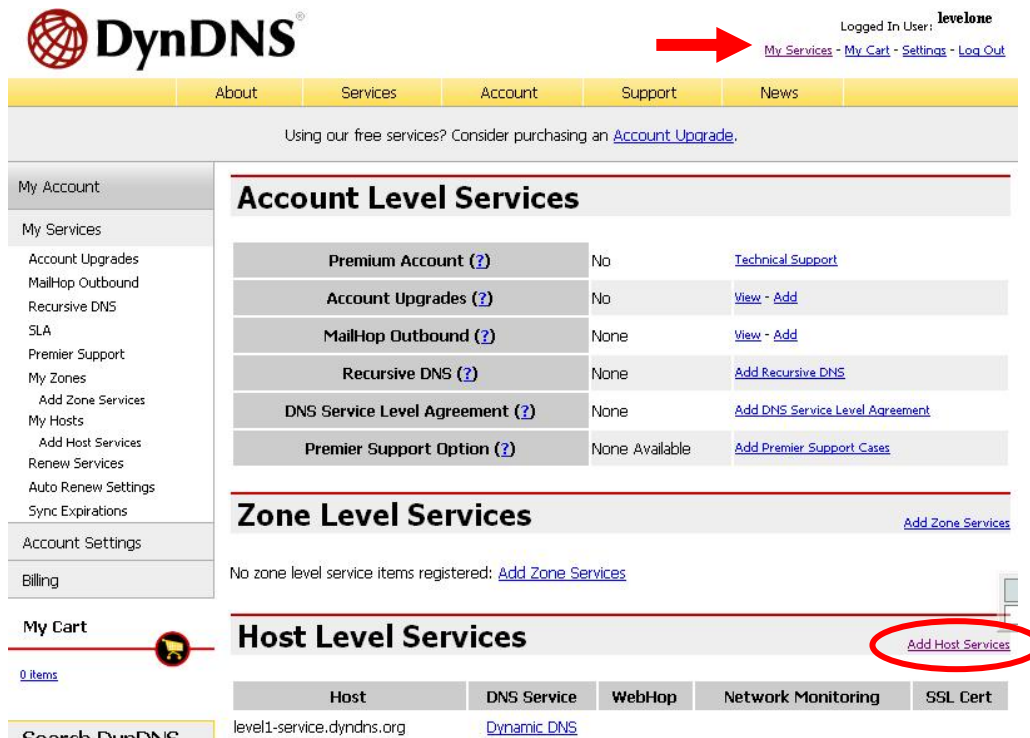 DynDNS®
Logged In User: levelone
My Services - My Cart - Settings - Log Out
About Services Account Support News
Using our free services? Consider purchasing an Account Upgrade.
My Account
My Services
Account Upgrades
MailHop Outbound
Recursive DNS
SLA
Premier Support
My Zones
Add Zone Services
My Hosts
Add Host Services
Renew Services
Auto Renew Settings
Sync Expirations
Account Settings
Billing
My Cart
0 items
Search DynDNS
Account Level Services
Premium Account (?) No Technical Support
Account Upgrades (?) No View - Add
MailHop Outbound (?) None View - Add
Recursive DNS (?) None Add Recursive DNS
DNS Service Level Agreement (?) None Add DNS Service Level Agreement
Premier Support Option (?) None Available Add Premier Support Cases
Zone Level Services Add Zone Services
No zone level service items registered: Add Zone Services
Host Level Services Add Host Services
Host DNS Service WebHop Network Monitoring SSL Cert
level1-service.dyndns.org Dynamic DNS